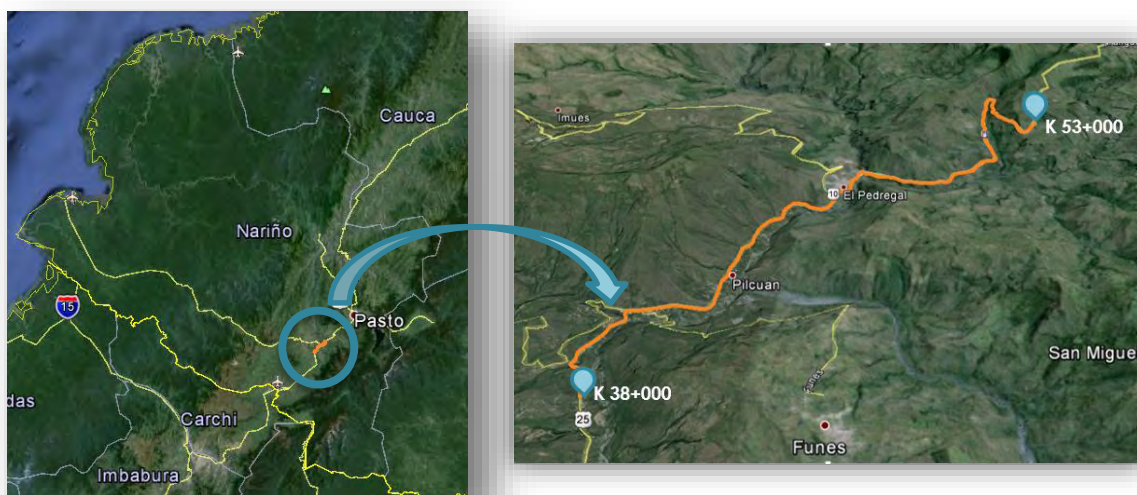 Cauca
Nariño
15
Pasto
das
Carchi
Imbabura
Imues
K 53+000
10
El Pedregal
Pilcuan
San Migue
K 38+000
25
Funes
Funes